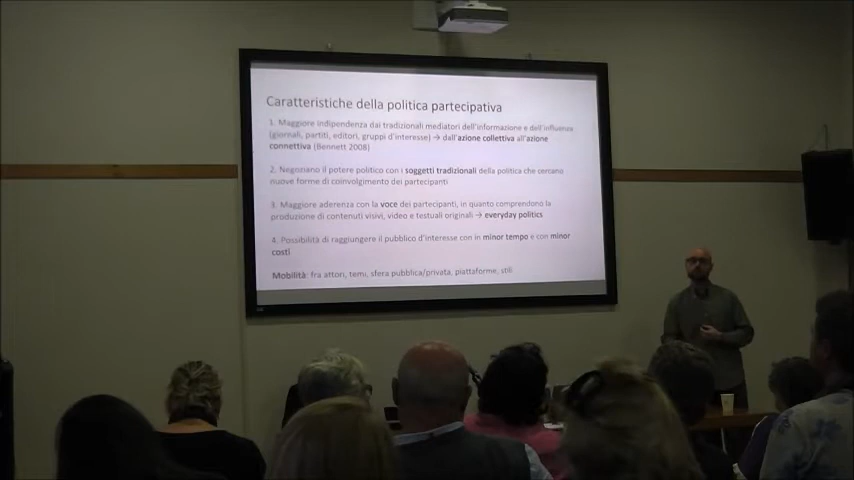 Caratteristiche della politica partecipativa
1. Maggiore indipendenza dai tradizionali mediatori dell'informazione e dell'influenza
(giornali, partiti, editori, gruppi d'interesse) → dall'azione collettiva all'azione
connettiva (Bennett 2008)
2. Negoziano il potere politico con i soggetti tradizionali della politica che cercano
nuove forme di coinvolgimento dei partecipanti
3. Maggiore aderenza con la voce dei partecipanti, in quanto comprendono la
produzione di contenuti visivi, video e testuali originali → everyday politics
4. Possibilità di raggiungere il pubblico d'interesse con in minor tempo e con minor
costi
Mobilità: fra attori, temi, sfera pubblica/privata, piattaforme, stili